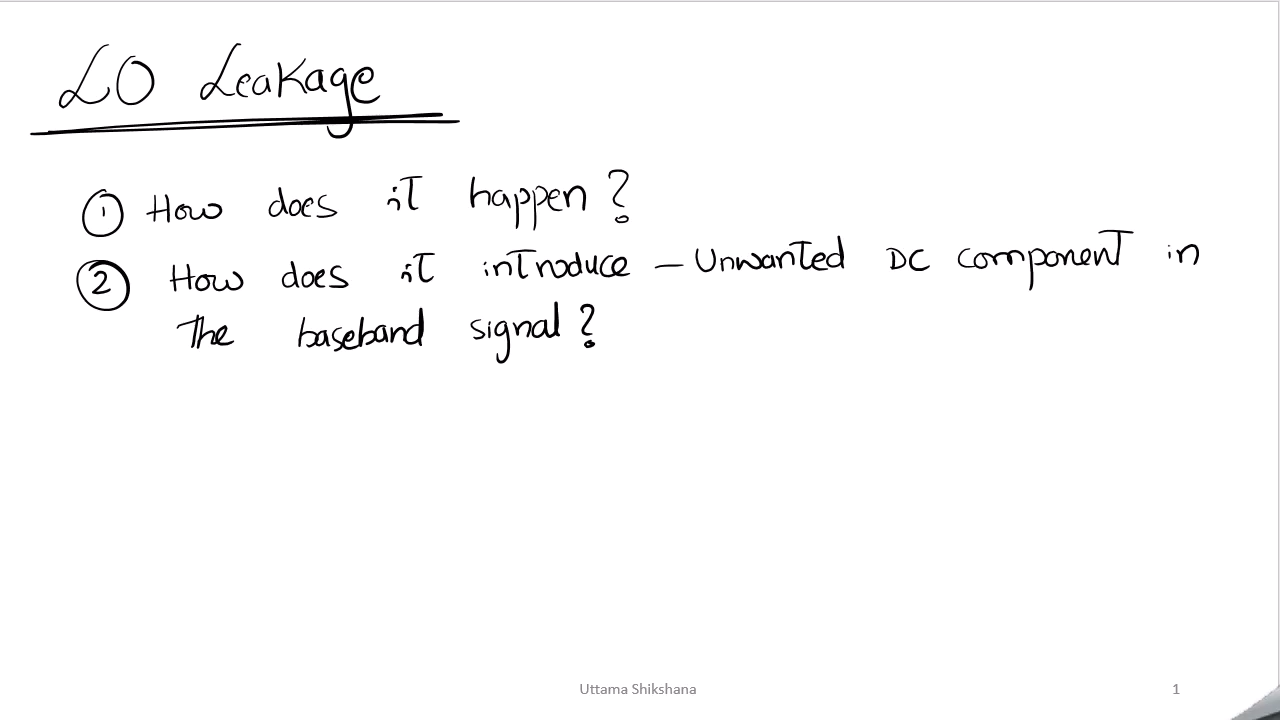 LO Leakage
① How does it happen?
② How does it introduce – Unwanted DC component in
The baseband signal?
Uttama Shikshana 1